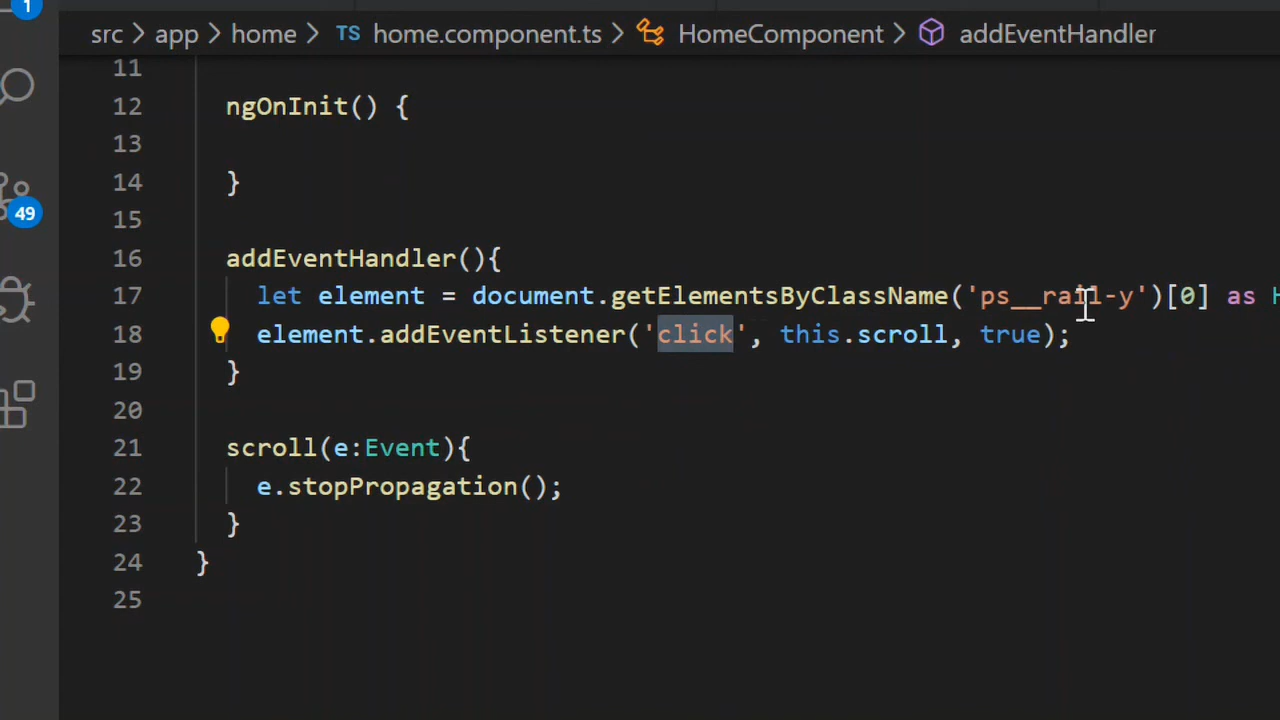 1
src > app > home > TS home.component.ts > HomeComponent > addEventHandler
11
12 ngOnInit() {
13
14 }
15
16 addEventHandler(){
17 let element = document.getElementsByClassName('ps__rail-y')[0] as H
18 element.addEventListener('click', this.scroll, true);
19 }
20
21 scroll(e:Event){
22 e.stopPropagation();
23 }
24 }
25
49